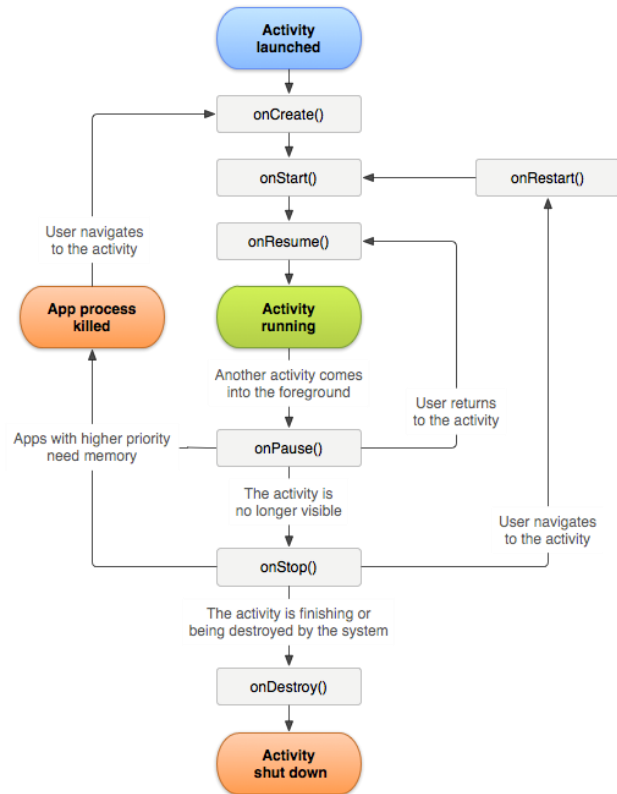 Activity
launched
onCreate()
onStart()
onRestart()
onResume()
User navigates
to the activity
App process
killed
Activity
running
Another activity comes
into the foreground
User returns
to the activity
Apps with higher priority
need memory
onPause()
The activity is
no longer visible
User navigates
to the activity
onStop()
The activity is finishing or
being destroyed by the system
onDestroy()
Activity
shut down